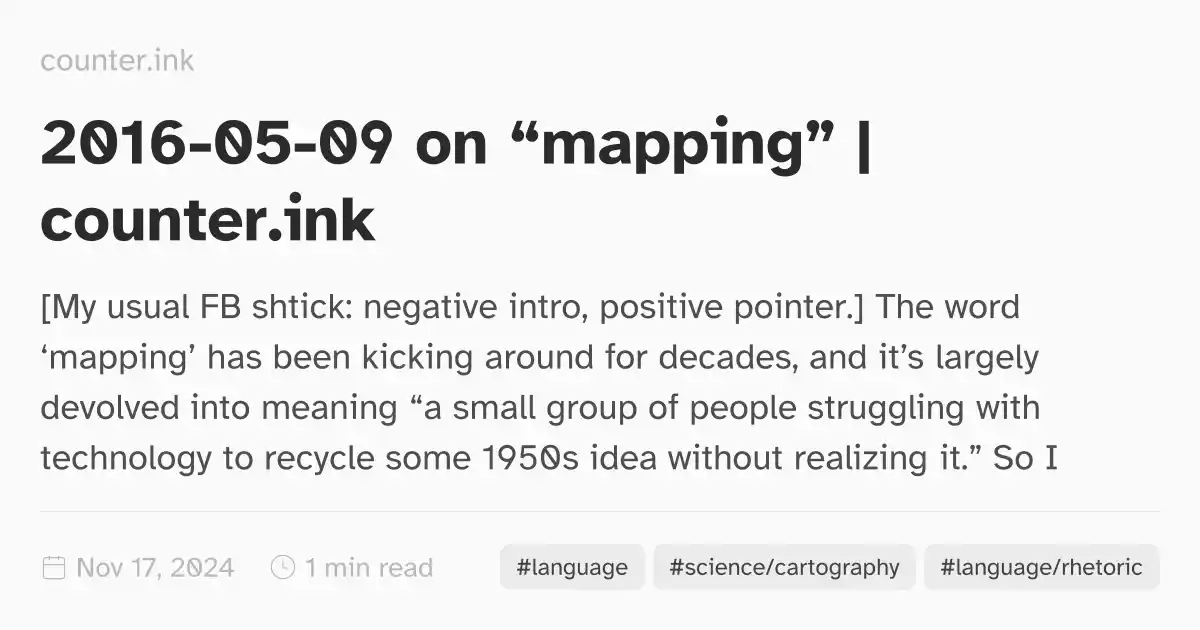 counter.ink
2016-05-09 on “mapping” |
counter.ink
[My usual FB shtick: negative intro, positive pointer.] The word
‘mapping’ has been kicking around for decades, and it’s largely
devolved into meaning “a small group of people struggling with
technology to recycle some 1950s idea without realizing it.” So I
Nov 17, 2024 1 min read #language #science/cartography #language/rhetoric